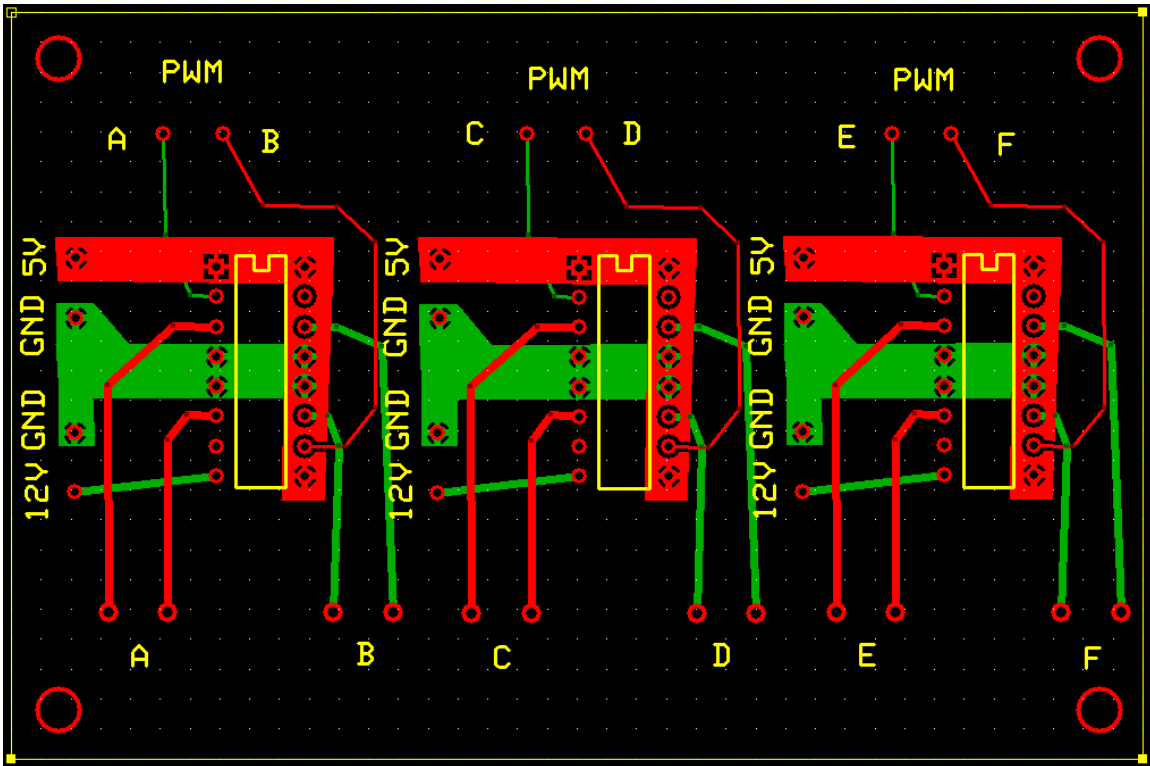 PWM PWM PWM
A B C D E F
5V 5V 5V
GND GND GND
GND GND GND
12V 12V 12V
A B C D E F